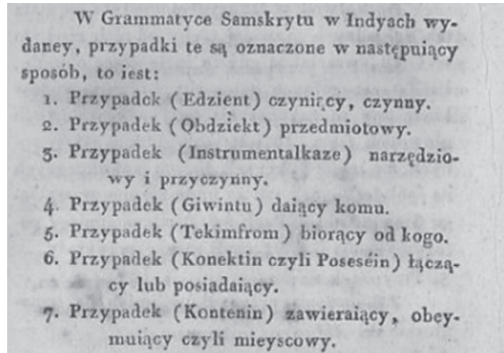 W Grammatyce Samskrytu w Indyach wy-
daney, przypadki te są oznaczone w następuiący
sposób, to iest:
1. Przypadek (Edzient) czyniący, czynny.
2. Przypadek (Obdziekt) przedmiotowy.
3. Przypadek (Instrumentalkaze) narzędzio-
wy i przyczynny.
4. Przypadek (Giwintu) daiący komu.
5. Przypadek (Tekimfrom) biorący od kogo.
6. Przypadek (Konektin czyli Poseséin) łączą-
cy lub posiadaiący.
7. Przypadek (Kontenin) zawieraiący, obey-
muiący czyli mieyscowy.